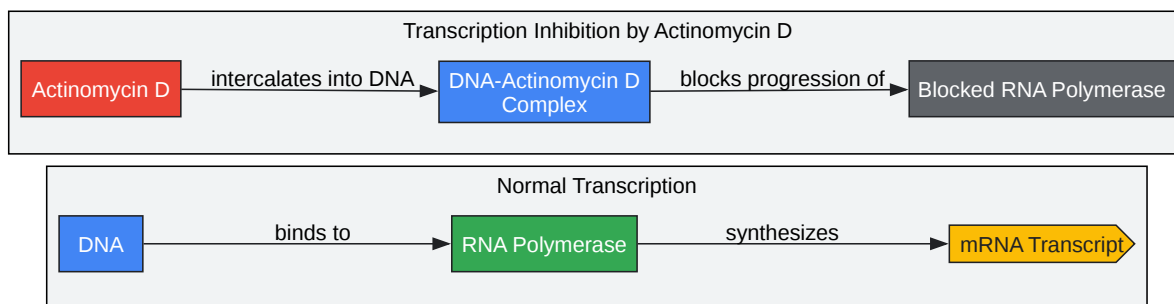 Transcription Inhibition by Actinomycin D
Actinomycin D
intercalates into DNA
DNA-Actinomycin D
Complex
blocks progression of
Blocked RNA Polymerase
Normal Transcription
DNA
binds to
RNA Polymerase
synthesizes
mRNA Transcript